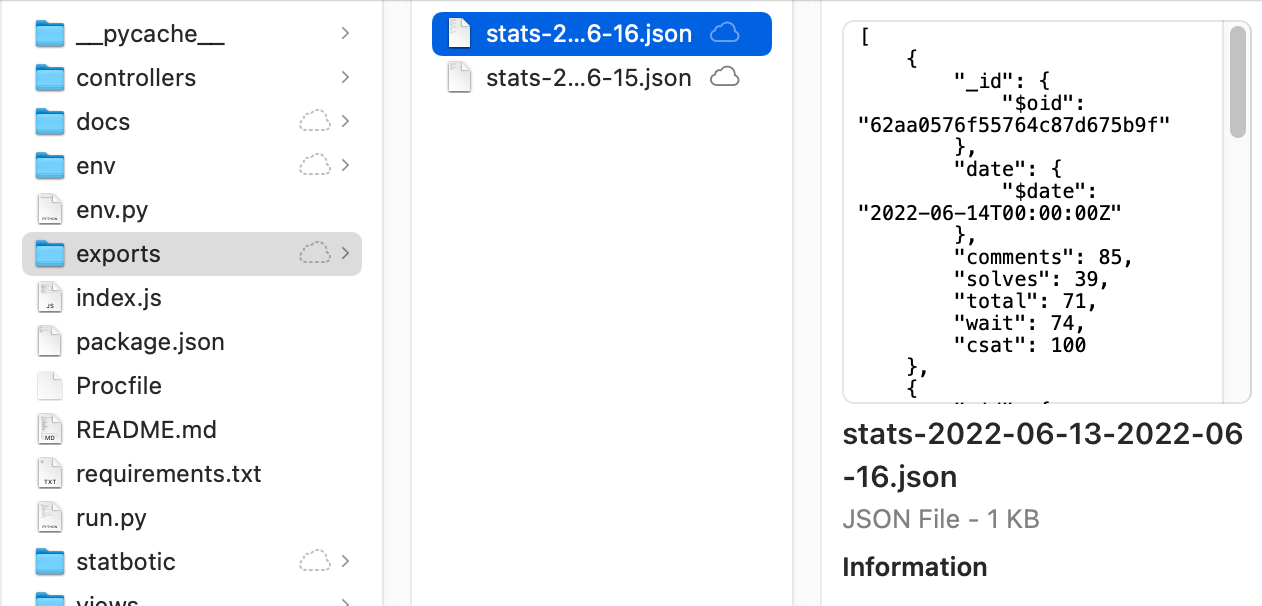 __pycache__
controllers
docs
env
env.py
exports
index.js
package.json
Procfile
README.md
requirements.txt
run.py
statbotic
views
stats-2...6-16.json
stats-2...6-15.json
[
{
"_id": {
"$oid":
"62aa0576f55764c87d675b9f"
},
"date": {
"$date":
"2022-06-14T00:00:00Z"
},
"comments": 85,
"solves": 39,
"total": 71,
"wait": 74,
"csat": 100
},
{
stats-2022-06-13-2022-06
-16.json
JSON File - 1 KB
Information